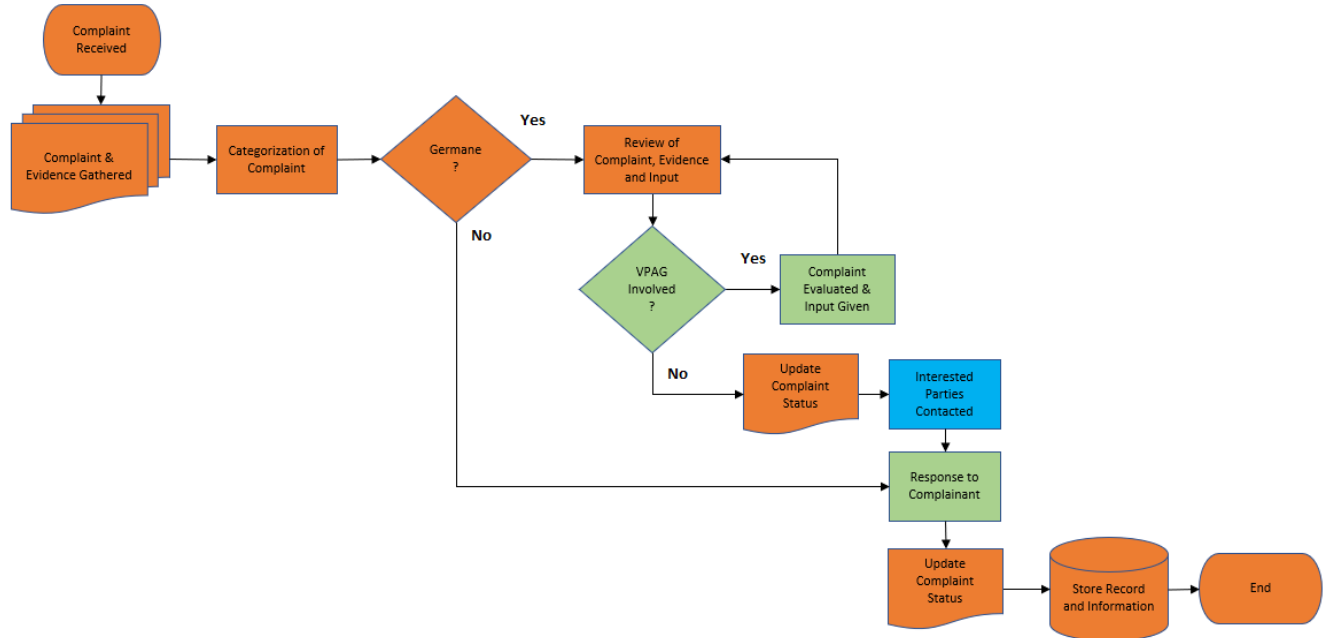 Complaint
Received
Complaint &
Evidence Gathered
Categorization of
Complaint
Germane
?
Yes
No
Review of
Complaint, Evidence
and Input
VPAG
Involved
?
Yes
No
Complaint
Evaluated &
Input Given
Update
Complaint
Status
Interested
Parties
Contacted
Response to
Complainant
Update
Complaint
Status
Store Record
and Information
End